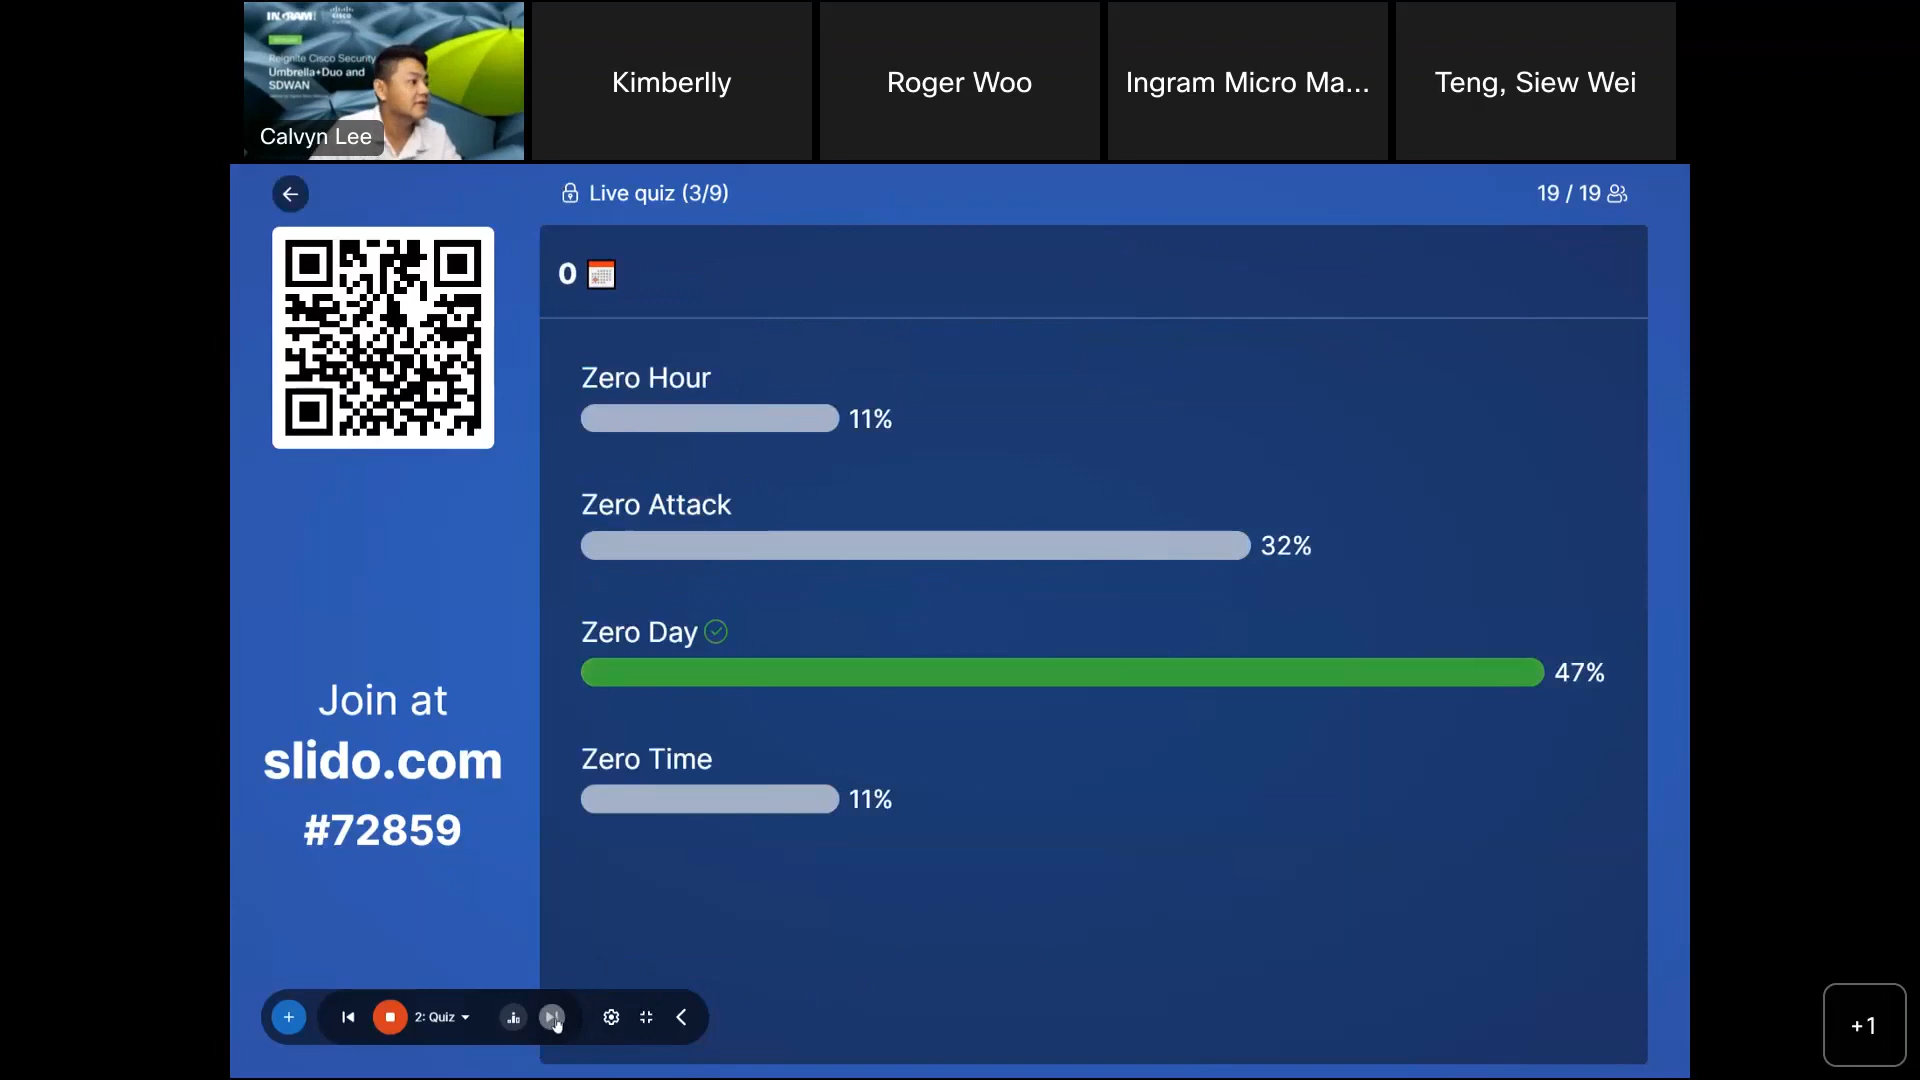 INGRAM
CISCO
Reignite Cisco Security
Umbrella+Duo and
SDWAN
Calvyn Lee
Kimberlly
Roger Woo
Ingram Micro Ma...
Teng, Siew Wei
Live quiz (3/9)
19 / 19
0
Zero Hour
11%
Zero Attack
32%
Zero Day
47%
Zero Time
11%
Join at
slido.com
#72859
2: Quiz
+1